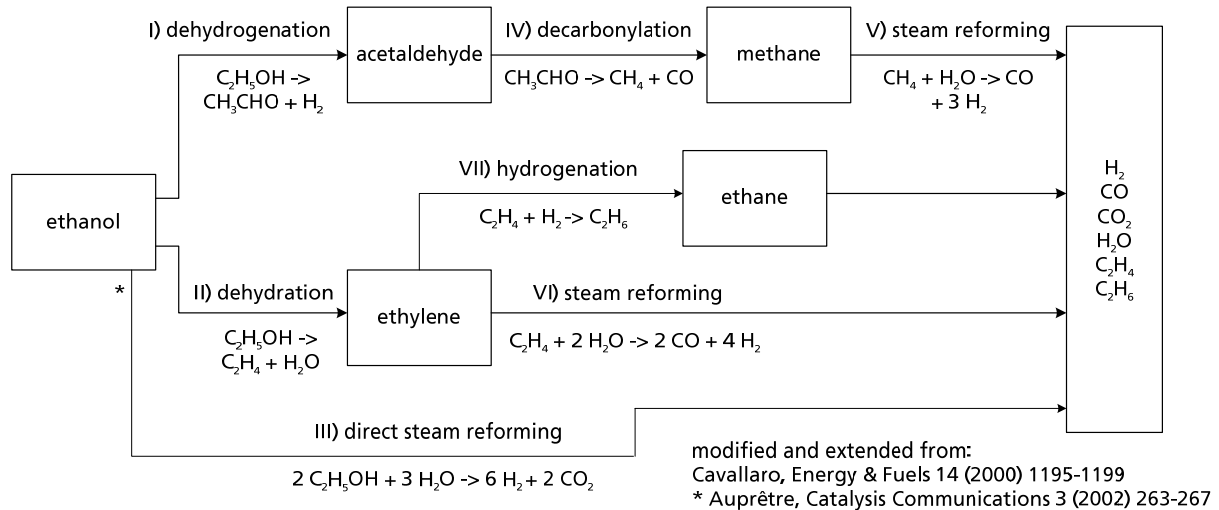 I) dehydrogenation
C₂H₅OH ->
CH₃CHO + H₂
acetaldehyde
IV) decarbonylation
CH₃CHO -> CH₄ + CO
methane
V) steam reforming
CH₄ + H₂O -> CO
+ 3 H₂
ethanol
*
VII) hydrogenation
C₂H₄ + H₂ -> C₂H₆
ethane
II) dehydration
C₂H₅OH ->
C₂H₄ + H₂O
ethylene
VI) steam reforming
C₂H₄ + 2 H₂O -> 2 CO + 4 H₂
III) direct steam reforming
2 C₂H₅OH + 3 H₂O -> 6 H₂ + 2 CO₂
H₂
CO
CO₂
H₂O
C₂H₄
C₂H₆
modified and extended from:
Cavallaro, Energy & Fuels 14 (2000) 1195-1199
* Auprêtre, Catalysis Communications 3 (2002) 263-267